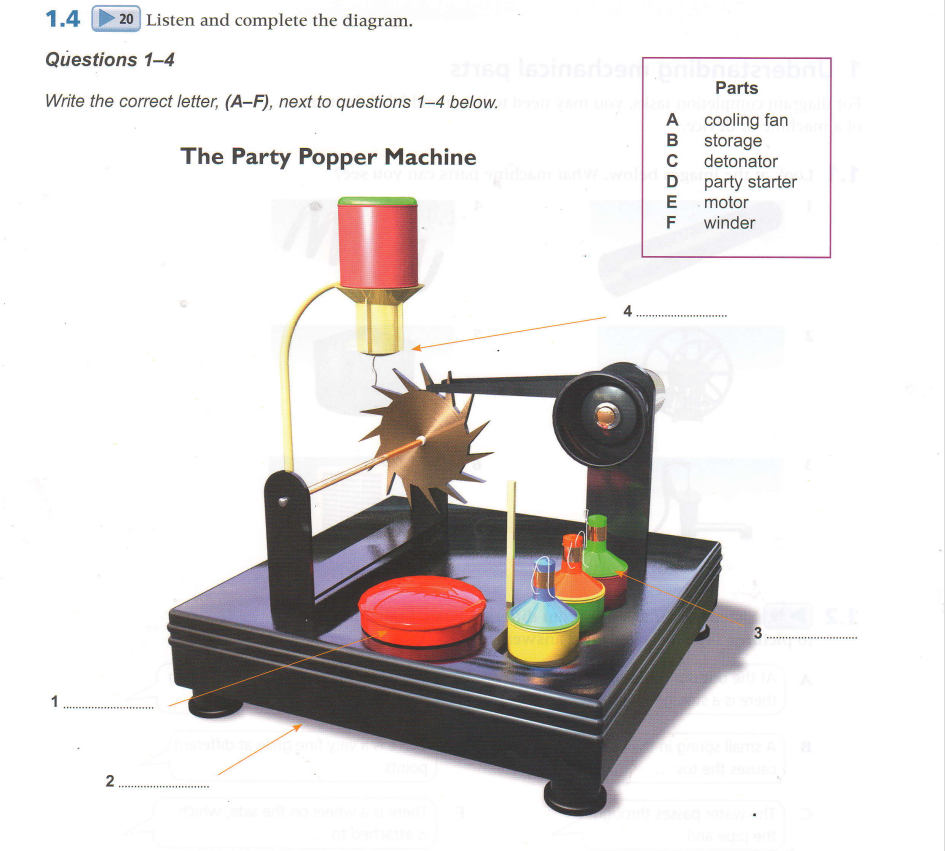 1.4 20 Listen and complete the diagram.
Questions 1–4
Write the correct letter, (A–F), next to questions 1–4 below.
The Party Popper Machine
Parts
A cooling fan
B storage
C detonator
D party starter
E motor
F winder
4 ..........................
3 ..........................
1 ..........................
2 ..........................